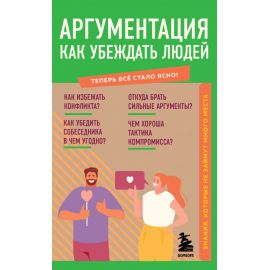 АРГУМЕНТАЦИЯ
КАК УБЕЖДАТЬ ЛЮДЕЙ
ТЕПЕРЬ ВСЁ СТАЛО ЯСНО!
КАК ИЗБЕЖАТЬ
КОНФЛИКТА?
КАК УБЕДИТЬ
СОБЕСЕДНИКА
В ЧЕМ УГОДНО?
ОТКУДА БРАТЬ
СИЛЬНЫЕ АРГУМЕНТЫ?
ЧЕМ ХОРОША
ТАКТИКА
КОМПРОМИССА?
ЗНАНИЯ, КОТОРЫЕ НЕ ЗАЙМУТ МНОГО МЕСТА
БОМБОРА